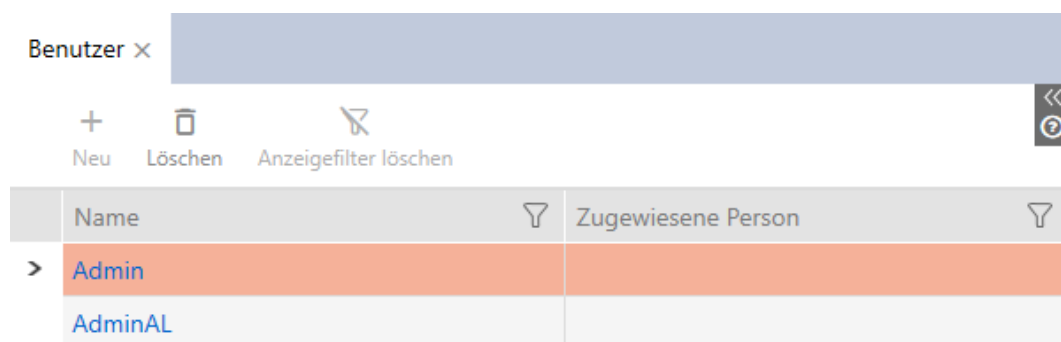 Benutzer
Neu Löschen Anzeigefilter löschen
Name Zugewiesene Person
Admin
AdminAL